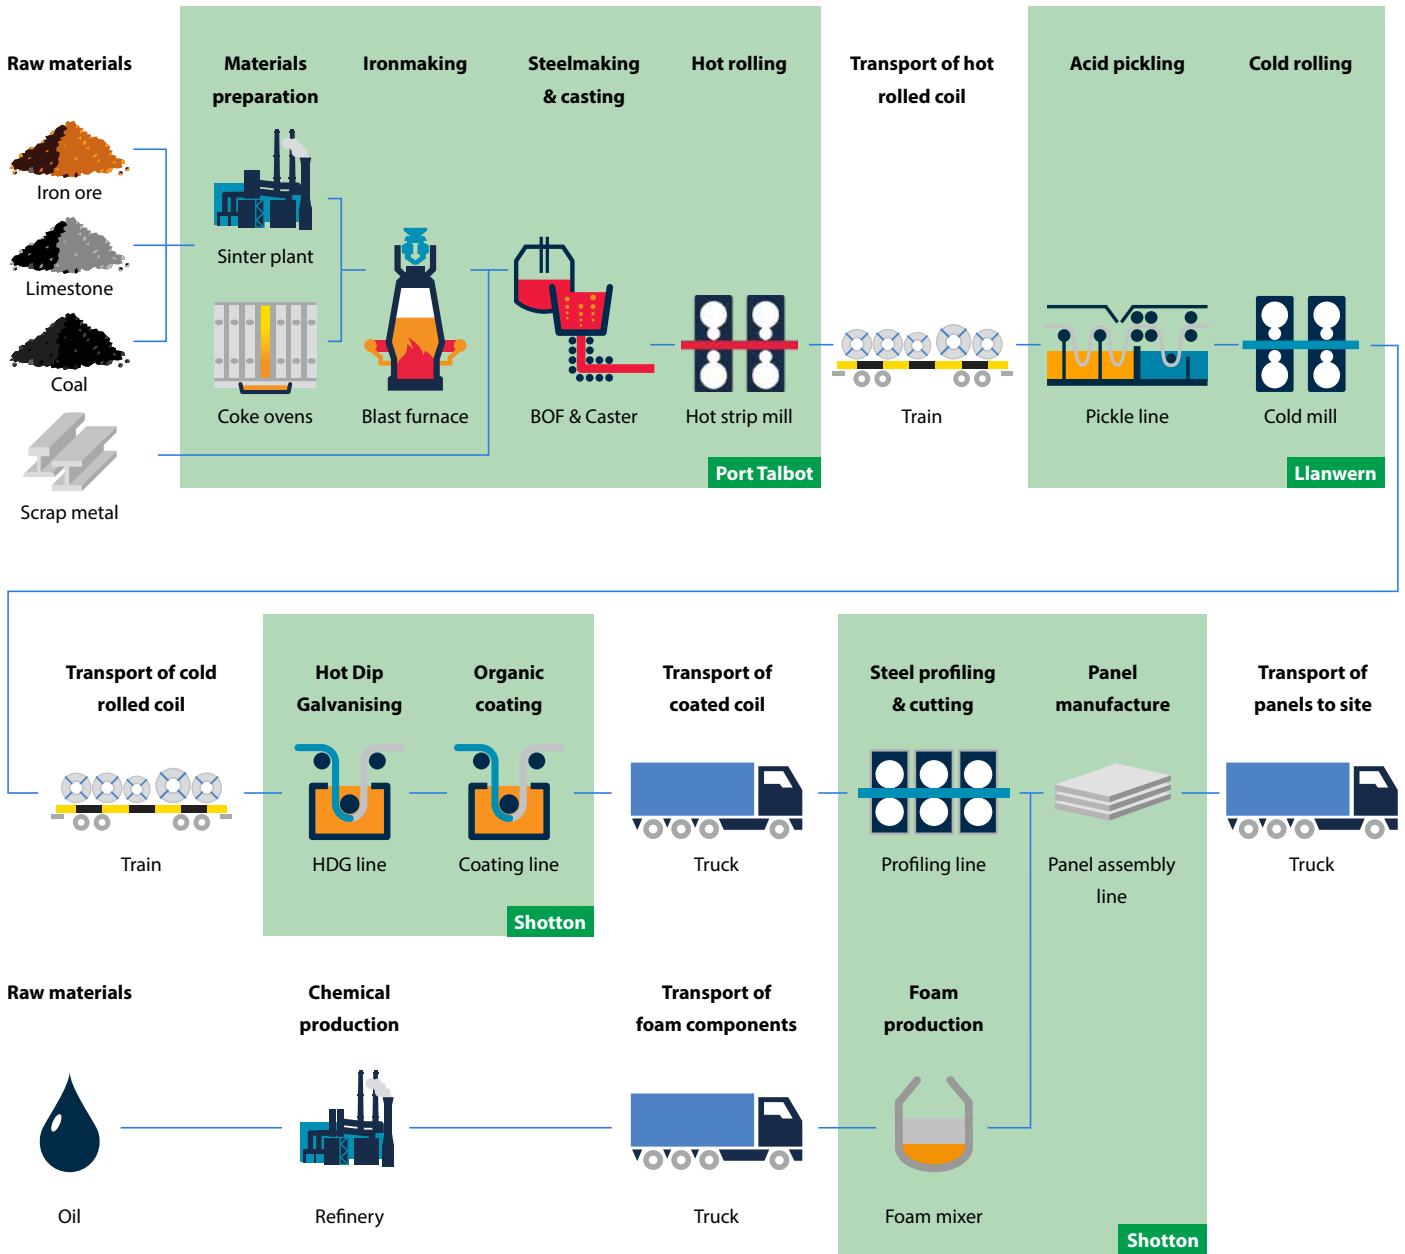 Raw materials
Materials
preparation
Ironmaking
Steelmaking
& casting
Hot rolling
Transport of hot
rolled coil
Acid pickling
Cold rolling
Iron ore
Limestone
Coal
Scrap metal
Sinter plant
Coke ovens
Blast furnace
BOF & Caster
Hot strip mill
Train
Pickle line
Cold mill
Port Talbot
Llanwern
Transport of cold
rolled coil
Hot Dip
Galvanising
Organic
coating
Transport of
coated coil
Steel profiling
& cutting
Panel
manufacture
Transport of
panels to site
Train
HDG line
Coating line
Truck
Profiling line
Panel assembly
line
Truck
Shotton
Raw materials
Chemical
production
Transport of
foam components
Foam
production
Oil
Refinery
Truck
Foam mixer
Shotton